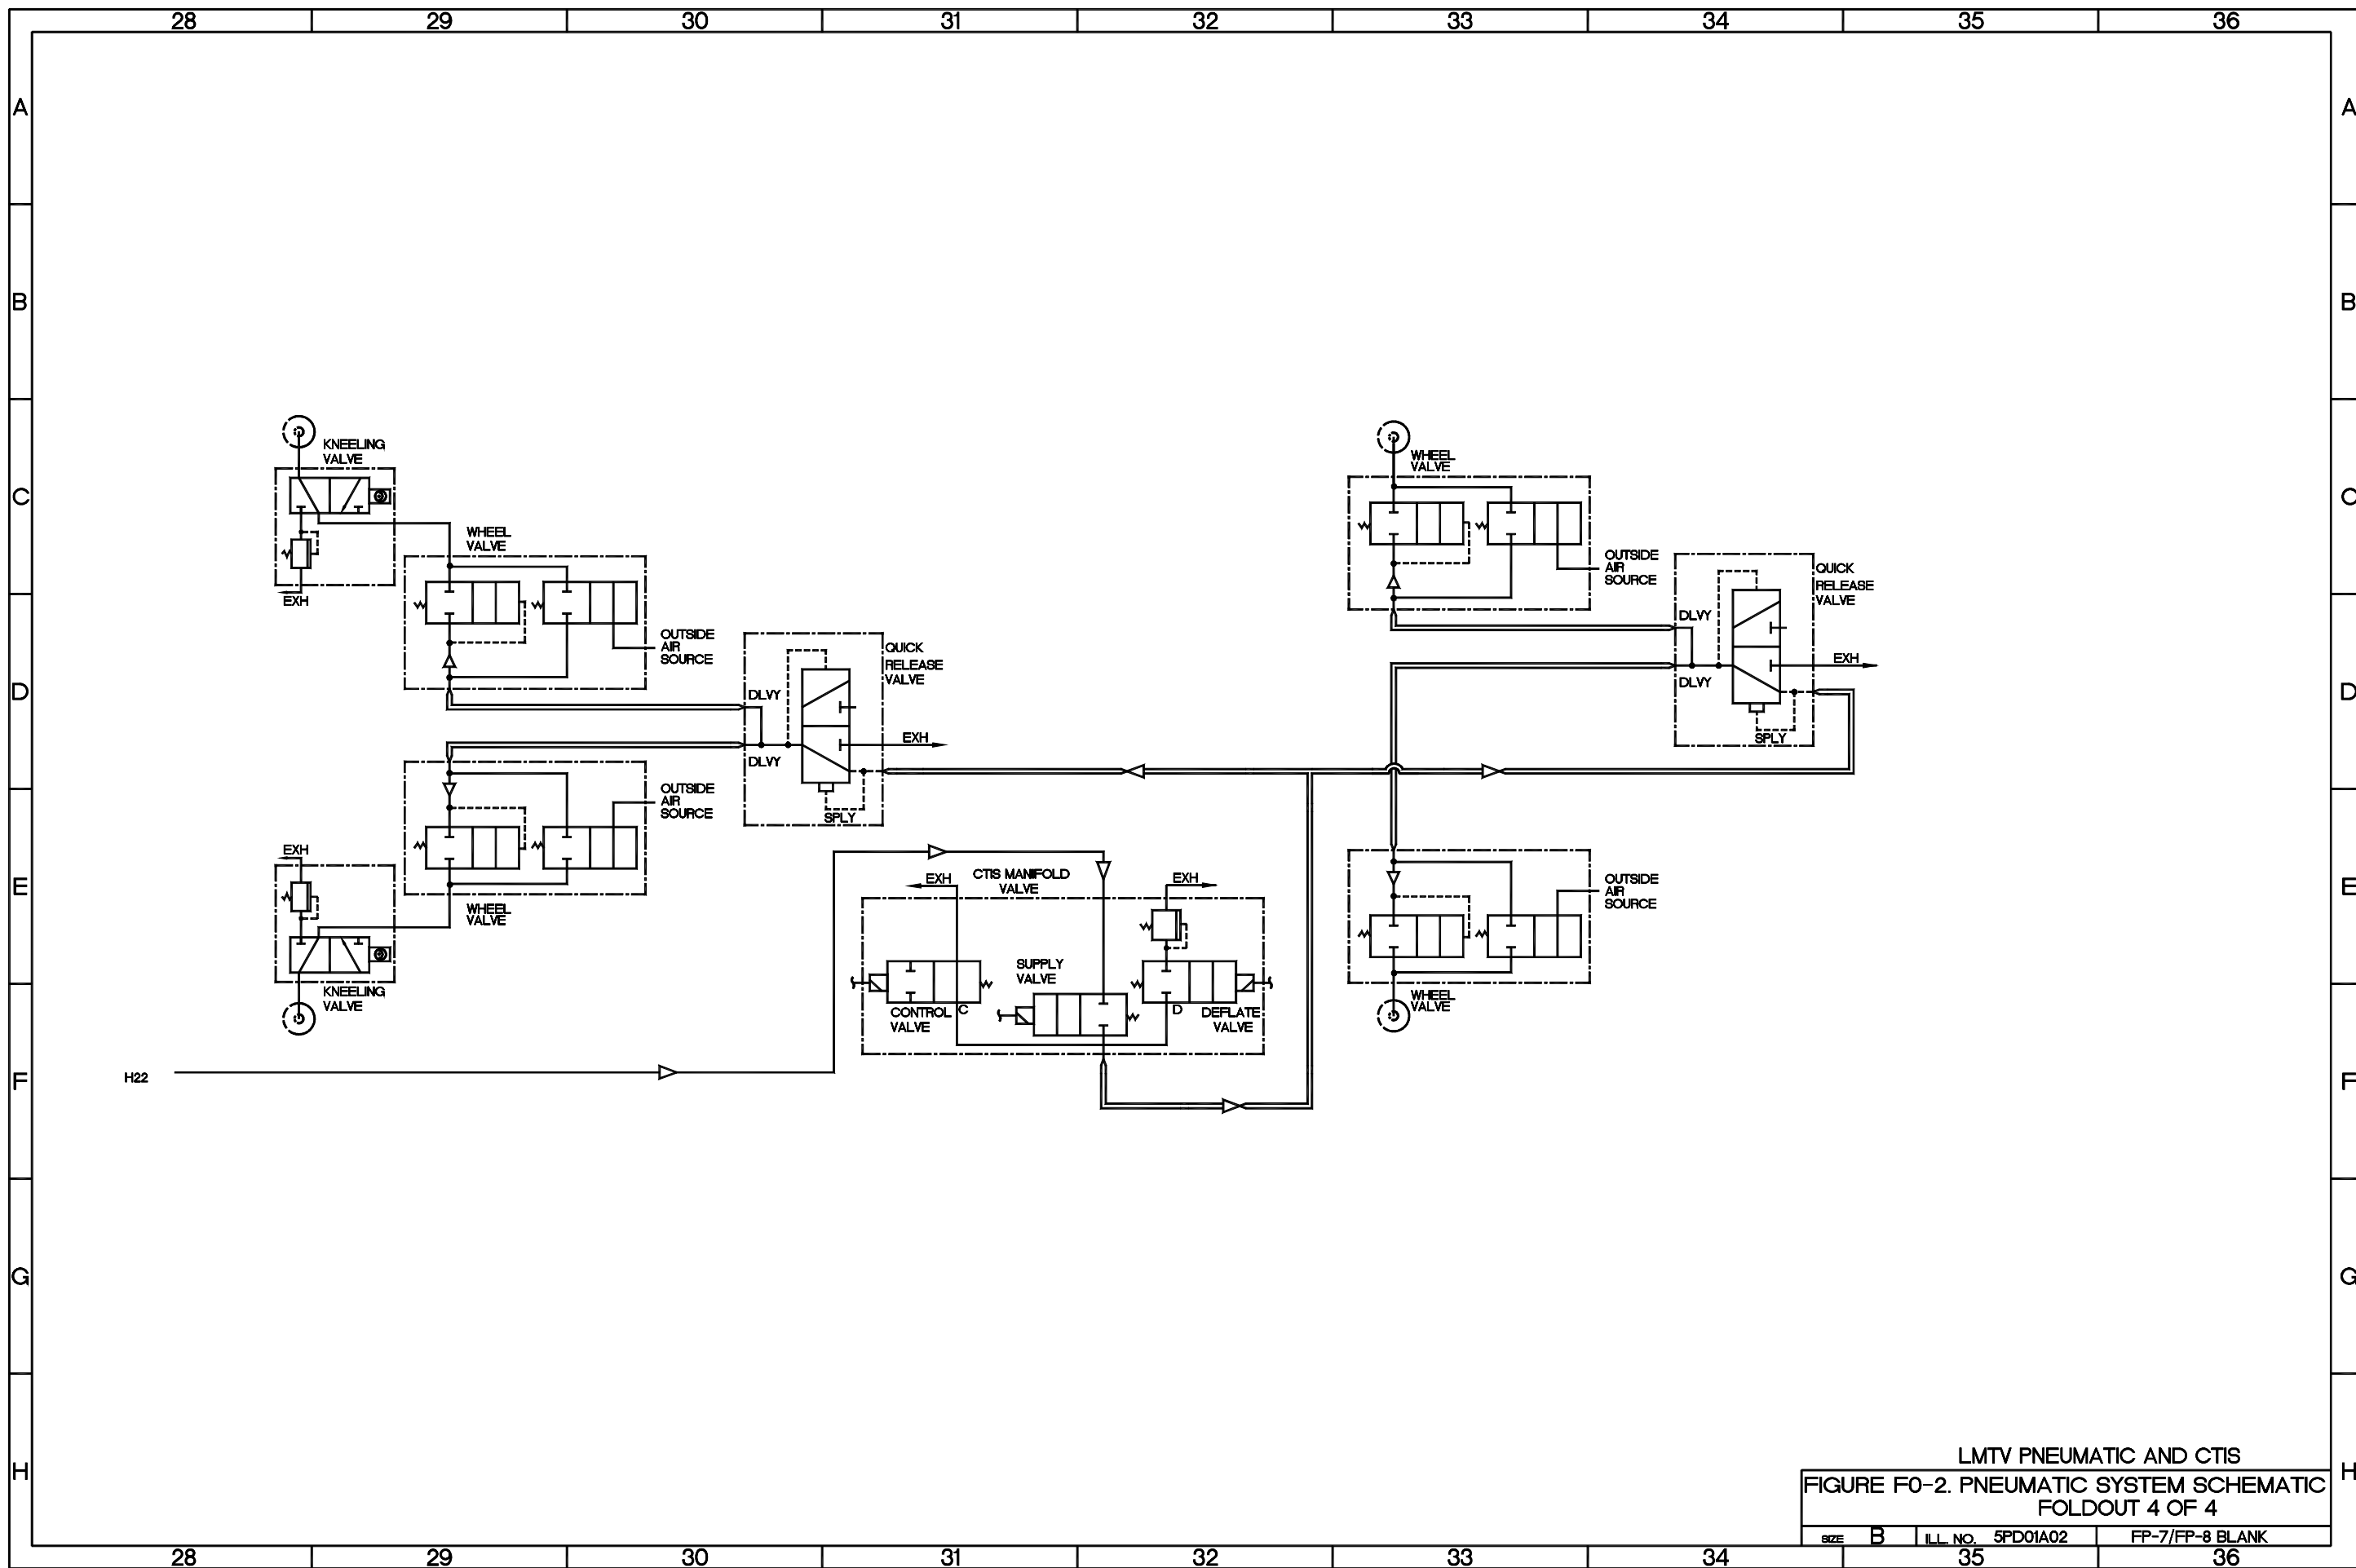 28 29 30 31 32 33 34 35 36
A A
B B
C C
D D
E E
F F
G G
H H
KNEELING
VALVE
EXH
WHEEL
VALVE
OUTSIDE
AIR
SOURCE
QUICK
RELEASE
VALVE
DLVY
DLVY
EXH
SPLY
OUTSIDE
AIR
SOURCE
WHEEL
VALVE
EXH
KNEELING
VALVE
H22
EXH
CTIS MANIFOLD
VALVE
EXH
SUPPLY
VALVE
CONTROL
VALVE
C
D
DEFLATE
VALVE
WHEEL
VALVE
OUTSIDE
AIR
SOURCE
QUICK
RELEASE
VALVE
DLVY
DLVY
EXH
SPLY
OUTSIDE
AIR
SOURCE
WHEEL
VALVE
LMTV PNEUMATIC AND CTIS
FIGURE F0-2. PNEUMATIC SYSTEM SCHEMATIC
FOLDOUT 4 OF 4
SIZE B ILL. NO. 5PD01A02 FP-7/FP-8 BLANK
28 29 30 31 32 33 34 35 36